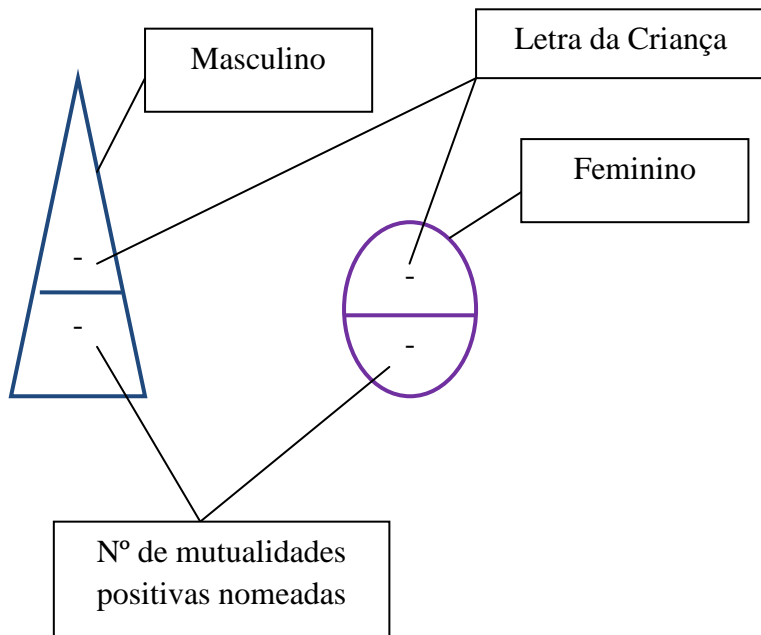 Letra da Criança
Masculino
Feminino
-
-
-
-
Nº de mutualidades
positivas nomeadas